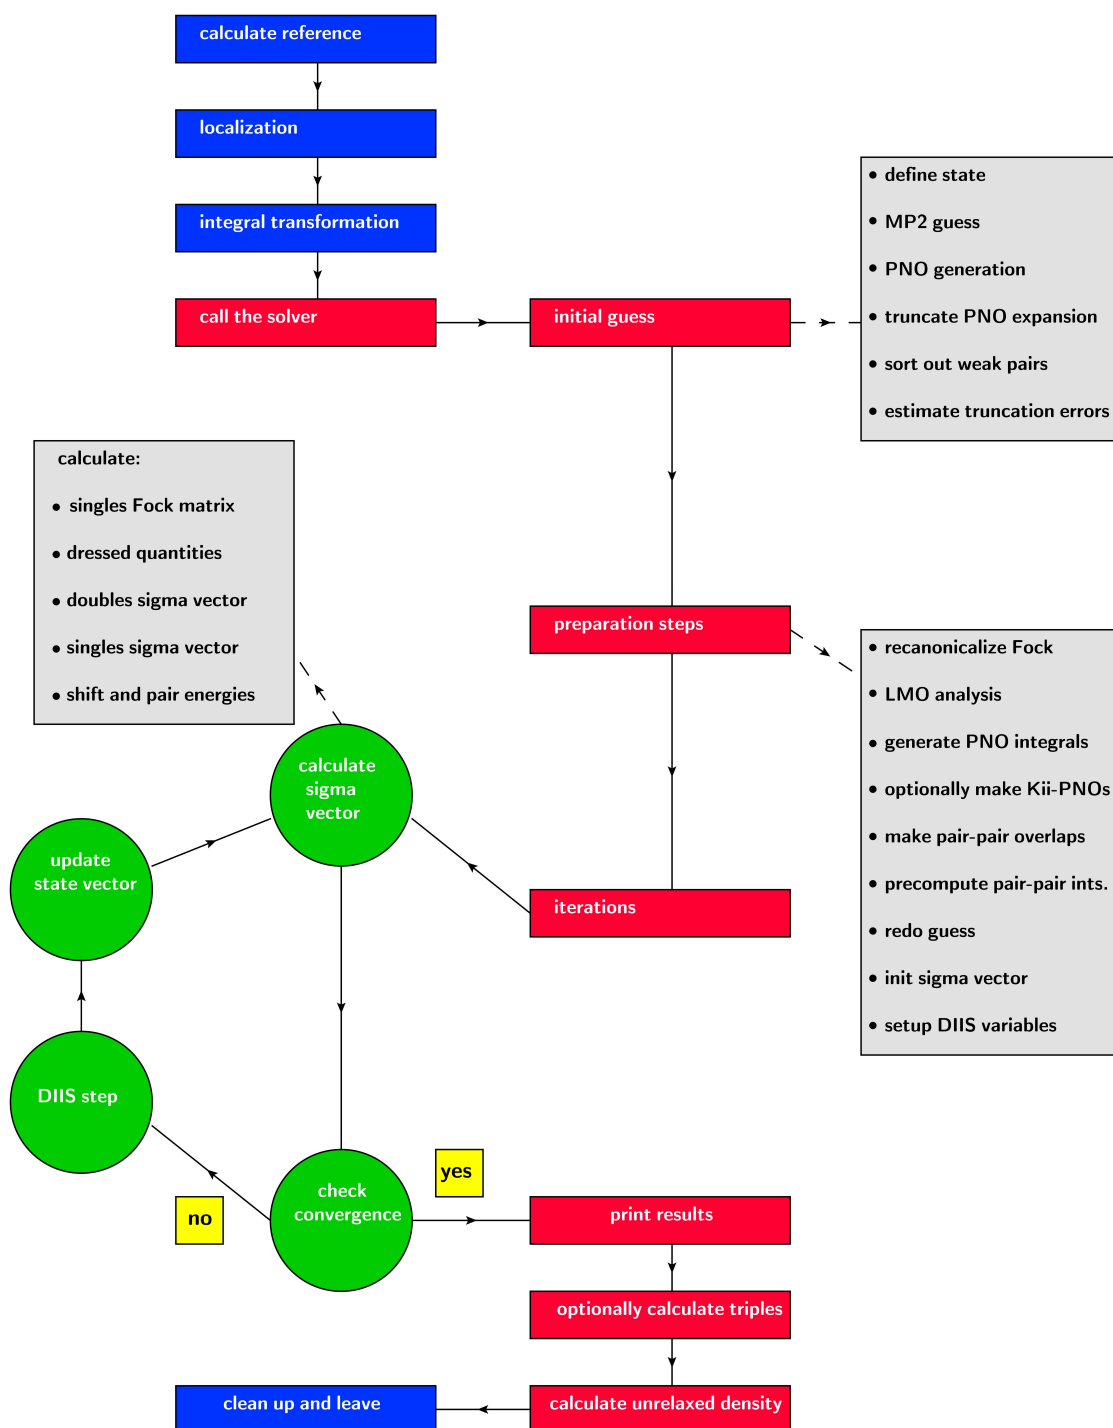 calculate reference
localization
integral transformation
call the solver
initial guess
• define state
• MP2 guess
• PNO generation
• truncate PNO expansion
• sort out weak pairs
• estimate truncation errors
calculate:
• singles Fock matrix
• dressed quantities
• doubles sigma vector
• singles sigma vector
• shift and pair energies
preparation steps
• recanonicalize Fock
• LMO analysis
• generate PNO integrals
• optionally make Kii-PNOs
• make pair-pair overlaps
• precompute pair-pair ints.
• redo guess
• init sigma vector
• setup DIIS variables
calculate
sigma
vector
update
state vector
iterations
DIIS step
check
convergence
yes
no
print results
optionally calculate triples
calculate unrelaxed density
clean up and leave